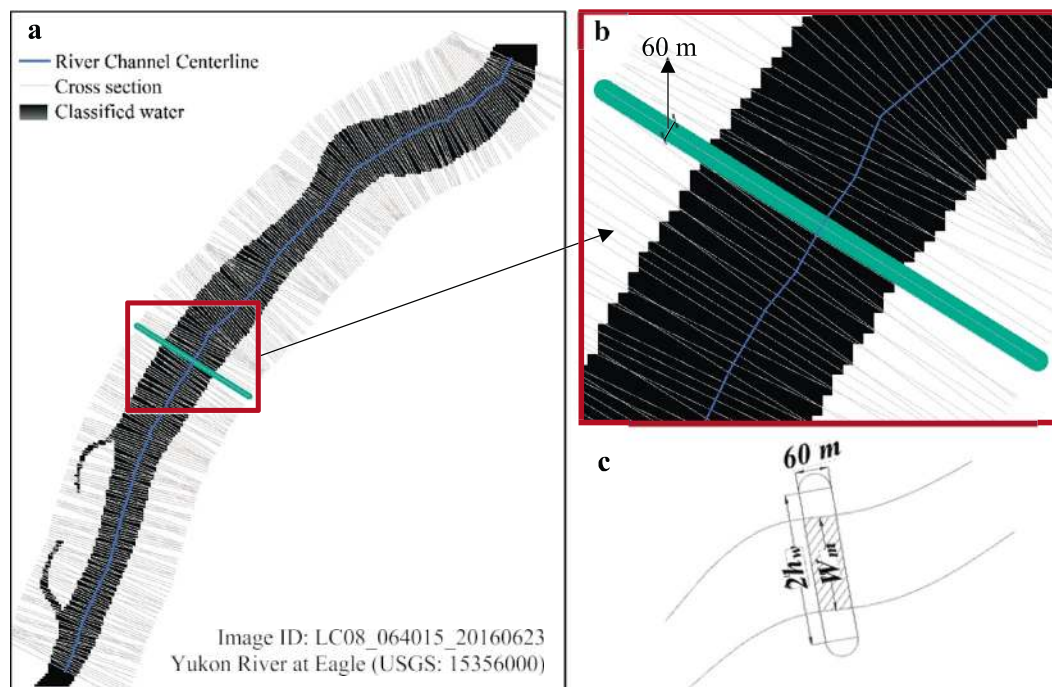 a
River Channel Centerline
Cross section
Classified water
Image ID: LC08_064015_20160623
Yukon River at Eagle (USGS: 15356000)
b
60 m
c
60 m
2hw
Wm